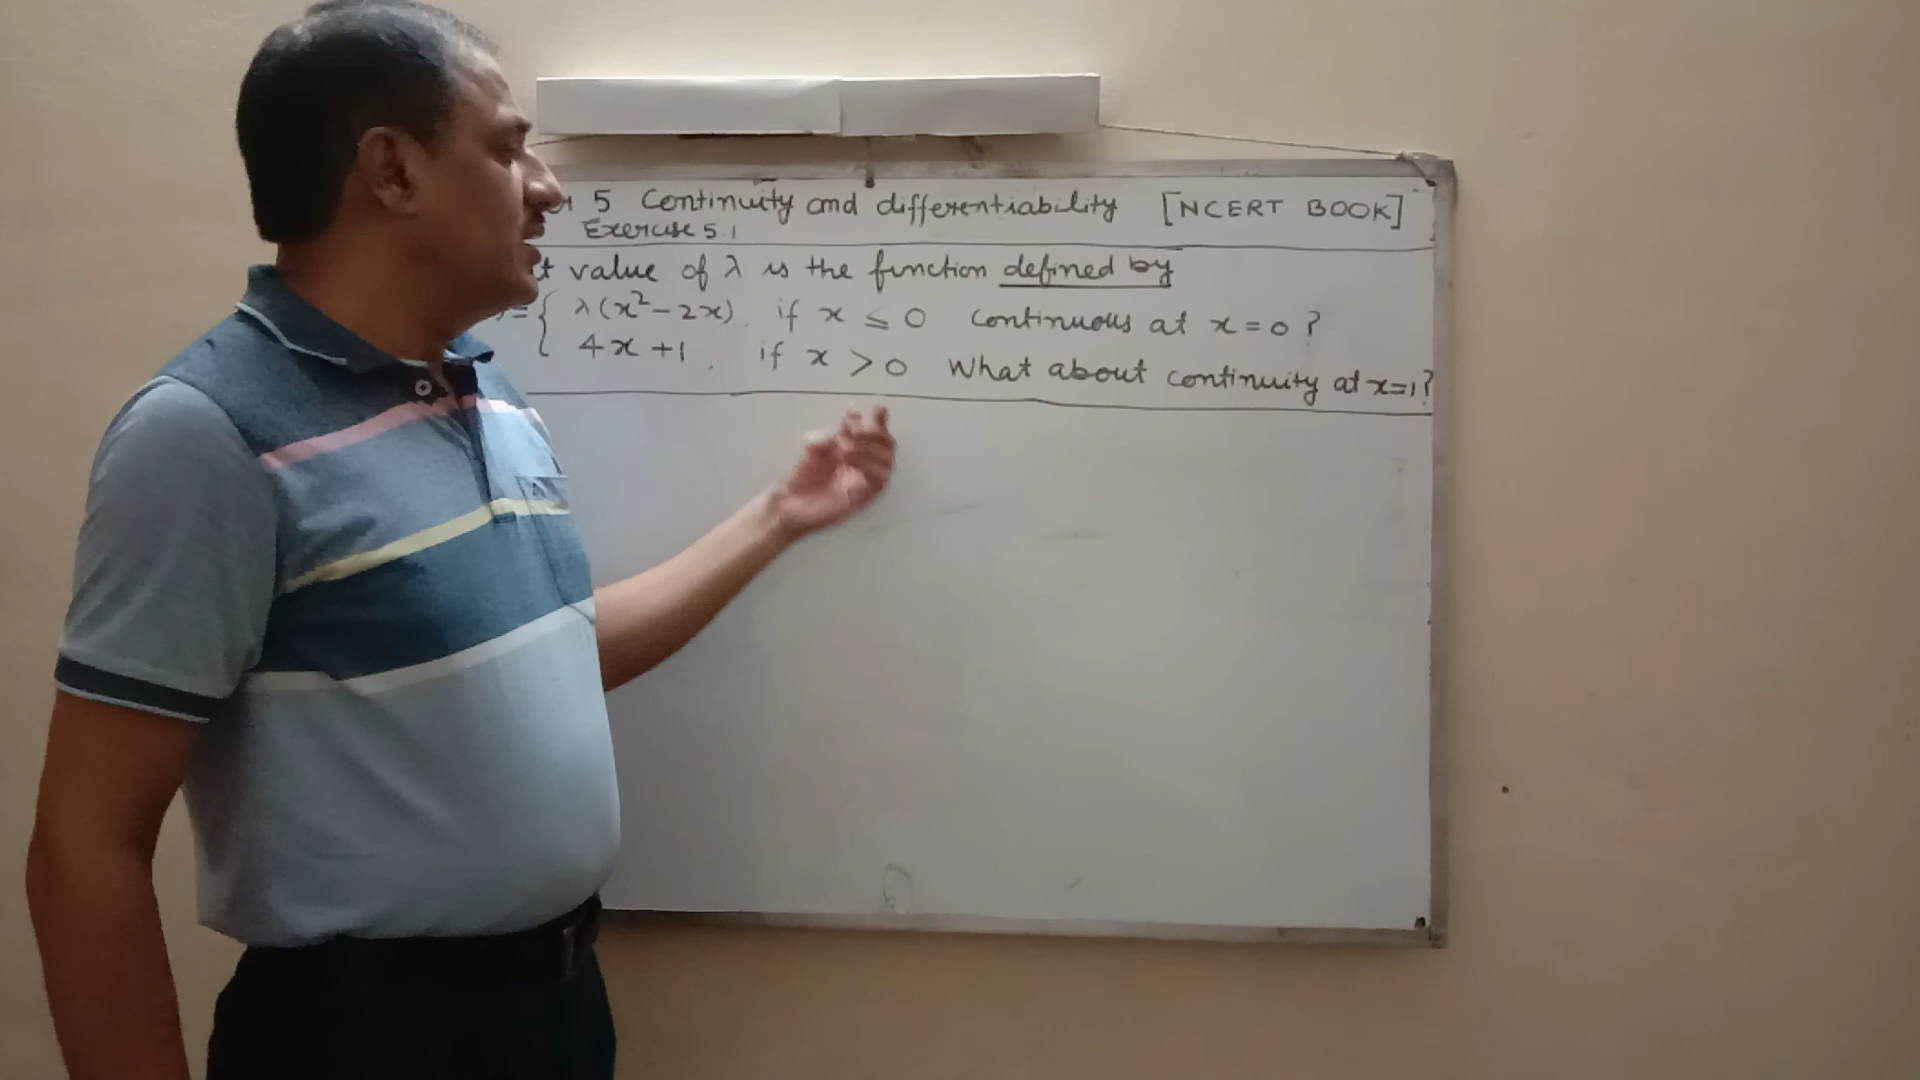 5 Continuity and differentiability [NCERT BOOK]
Exercise 5.1
value of λ is the function defined by
= { λ(x²-2x), if x ≤ 0 continuous at x=0?
4x+1, if x > 0 What about continuity at x=1?